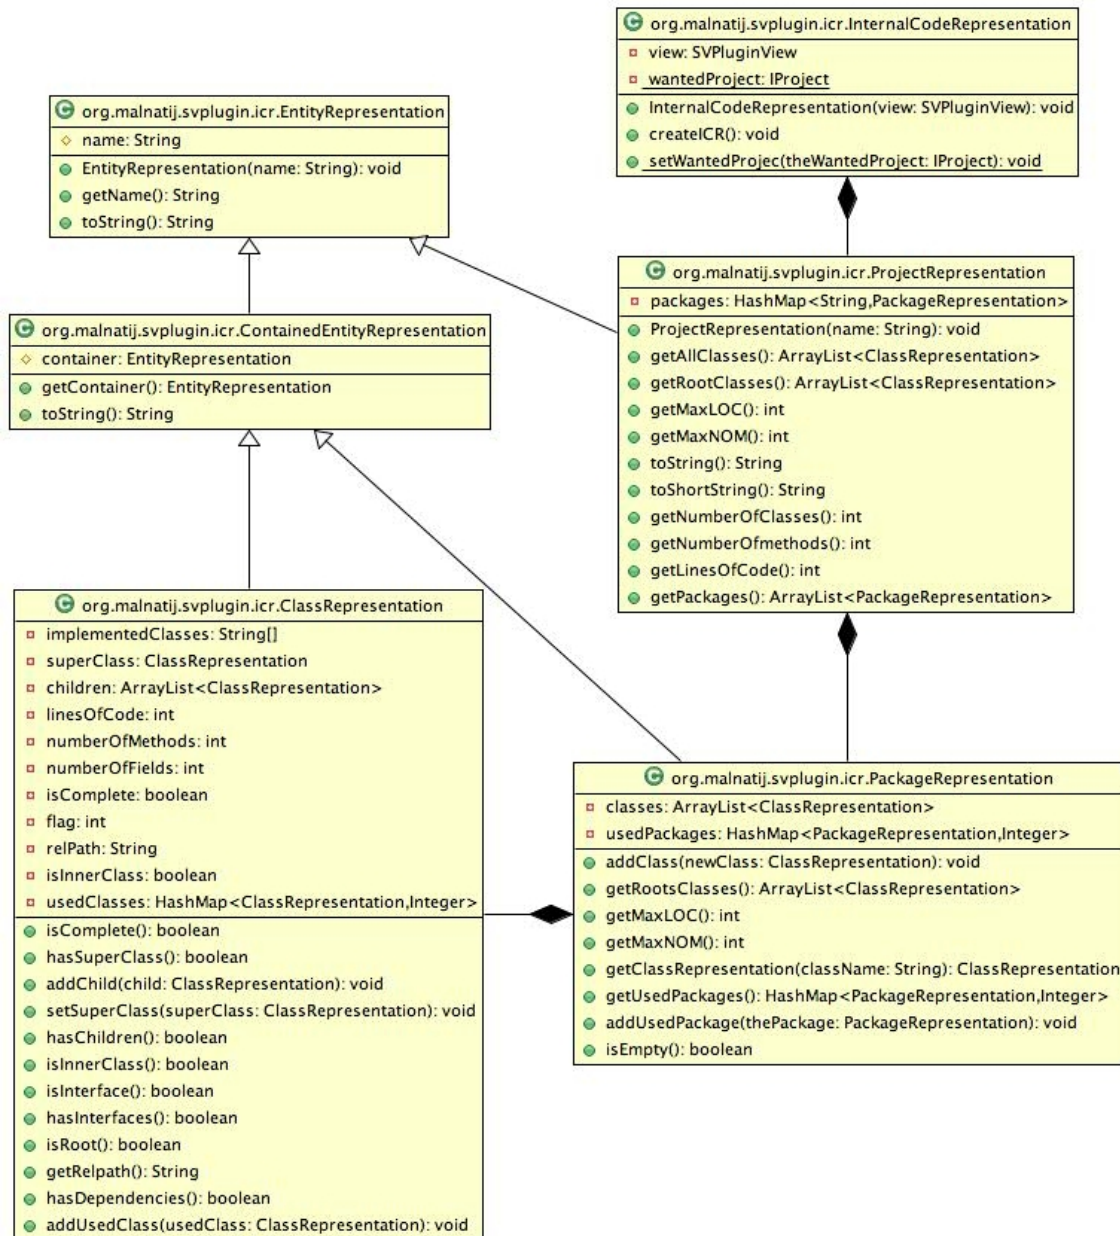 org.malnatij.svplugin.icr.InternalCodeRepresentation
view: SVPluginView
wantedProject: IProject
InternalCodeRepresentation(view: SVPluginView): void
createICR(): void
setWantedProjec(theWantedProject: IProject): void
org.malnatij.svplugin.icr.EntityRepresentation
name: String
EntityRepresentation(name: String): void
getName(): String
toString(): String
org.malnatij.svplugin.icr.ProjectRepresentation
packages: HashMap<String,PackageRepresentation>
ProjectRepresentation(name: String): void
getAllClasses(): ArrayList<ClassRepresentation>
getRootClasses(): ArrayList<ClassRepresentation>
getMaxLOC(): int
getMaxNOM(): int
toString(): String
toShortString(): String
getNumberOfClasses(): int
getNumberOfmethods(): int
getLinesOfCode(): int
getPackages(): ArrayList<PackageRepresentation>
org.malnatij.svplugin.icr.ContainedEntityRepresentation
container: EntityRepresentation
getContainer(): EntityRepresentation
toString(): String
org.malnatij.svplugin.icr.ClassRepresentation
implementedClasses: String[]
superClass: ClassRepresentation
children: ArrayList<ClassRepresentation>
linesOfCode: int
numberOfMethods: int
numberOfFields: int
isComplete: boolean
flag: int
relPath: String
isInnerClass: boolean
usedClasses: HashMap<ClassRepresentation,Integer>
isComplete(): boolean
hasSuperClass(): boolean
addChild(child: ClassRepresentation): void
setSuperClass(superClass: ClassRepresentation): void
hasChildren(): boolean
isInnerClass(): boolean
isInterface(): boolean
hasInterfaces(): boolean
isRoot(): boolean
getRelpath(): String
hasDependencies(): boolean
addUsedClass(usedClass: ClassRepresentation): void
org.malnatij.svplugin.icr.PackageRepresentation
classes: ArrayList<ClassRepresentation>
usedPackages: HashMap<PackageRepresentation,Integer>
addClass(newClass: ClassRepresentation): void
getRootsClasses(): ArrayList<ClassRepresentation>
getMaxLOC(): int
getMaxNOM(): int
getClassRepresentation(className: String): ClassRepresentation
getUsedPackages(): HashMap<PackageRepresentation,Integer>
addUsedPackage(thePackage: PackageRepresentation): void
isEmpty(): boolean